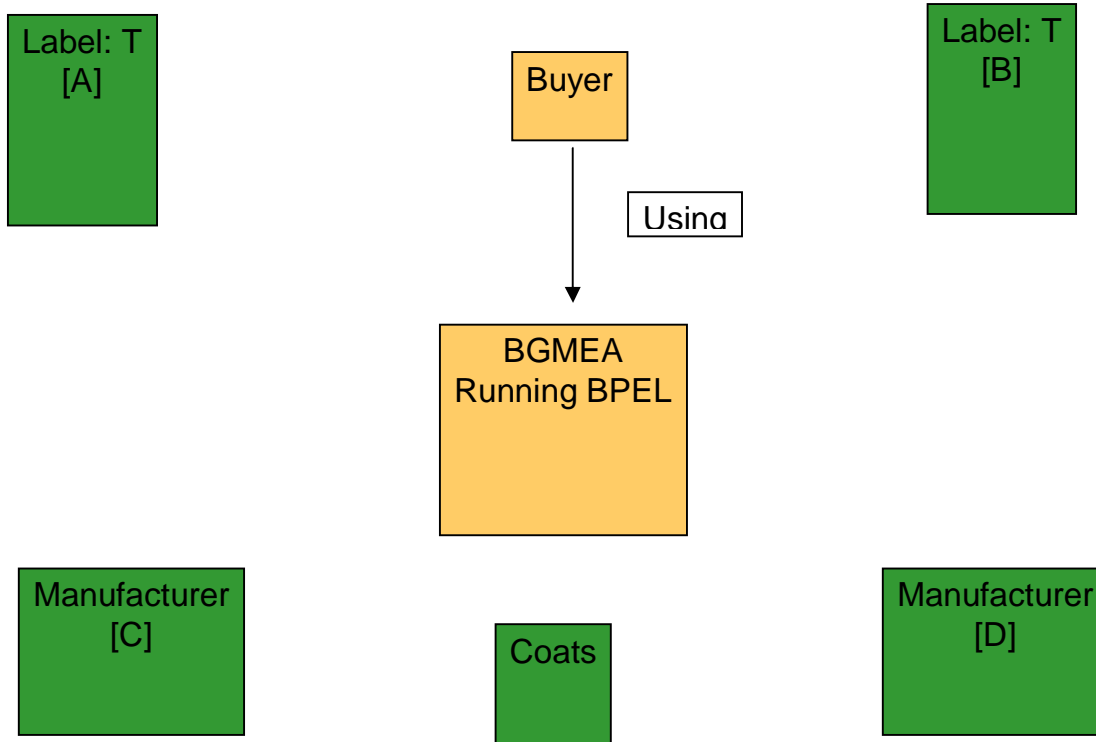 Label: T
[A]
Buyer
Label: T
[B]
Using
BGMEA
Running BPEL
Manufacturer
[C]
Coats
Manufacturer
[D]